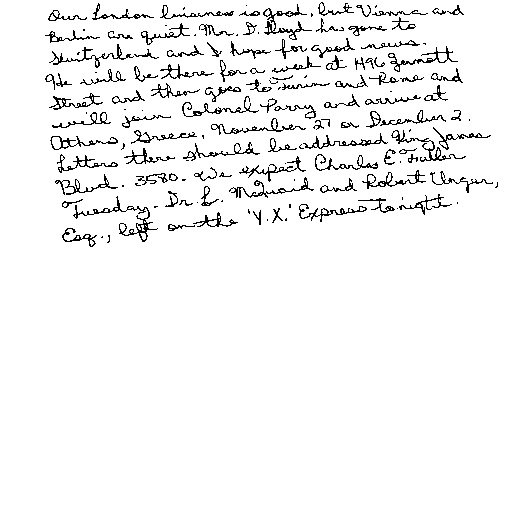 Our London business is good, but Vienna and
Berlin are quiet. Mr. D. Lloyd has gone to
Switzerland and I hope for good news.
He will be there for a week at 1496 Zermott
Street and then goes to Turin and Rome and
will join Colonel Parry and arrive at
Athens, Greece, November 27 or December 2.
Letters there should be addressed King James
Blvd. 3580. We expect Charles E. Fuller
Tuesday. Dr. L. McQuaid and Robert Unger,
Esq., left on the 'Y.X.' Express tonight.